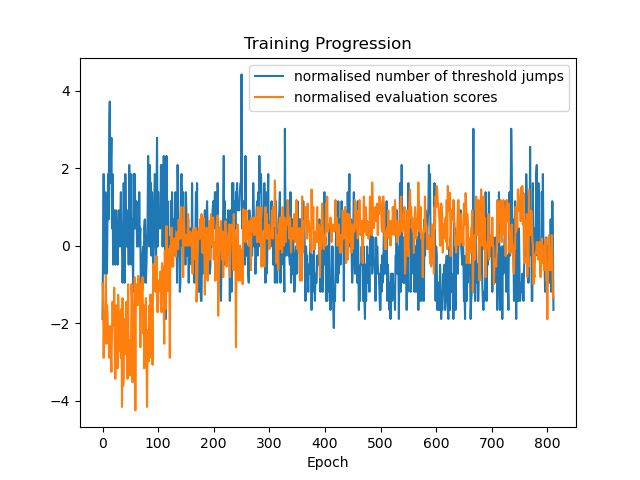 Training Progression
normalised number of threshold jumps
normalised evaluation scores
4
2
0
−2
−4
0 100 200 300 400 500 600 700 800
Epoch